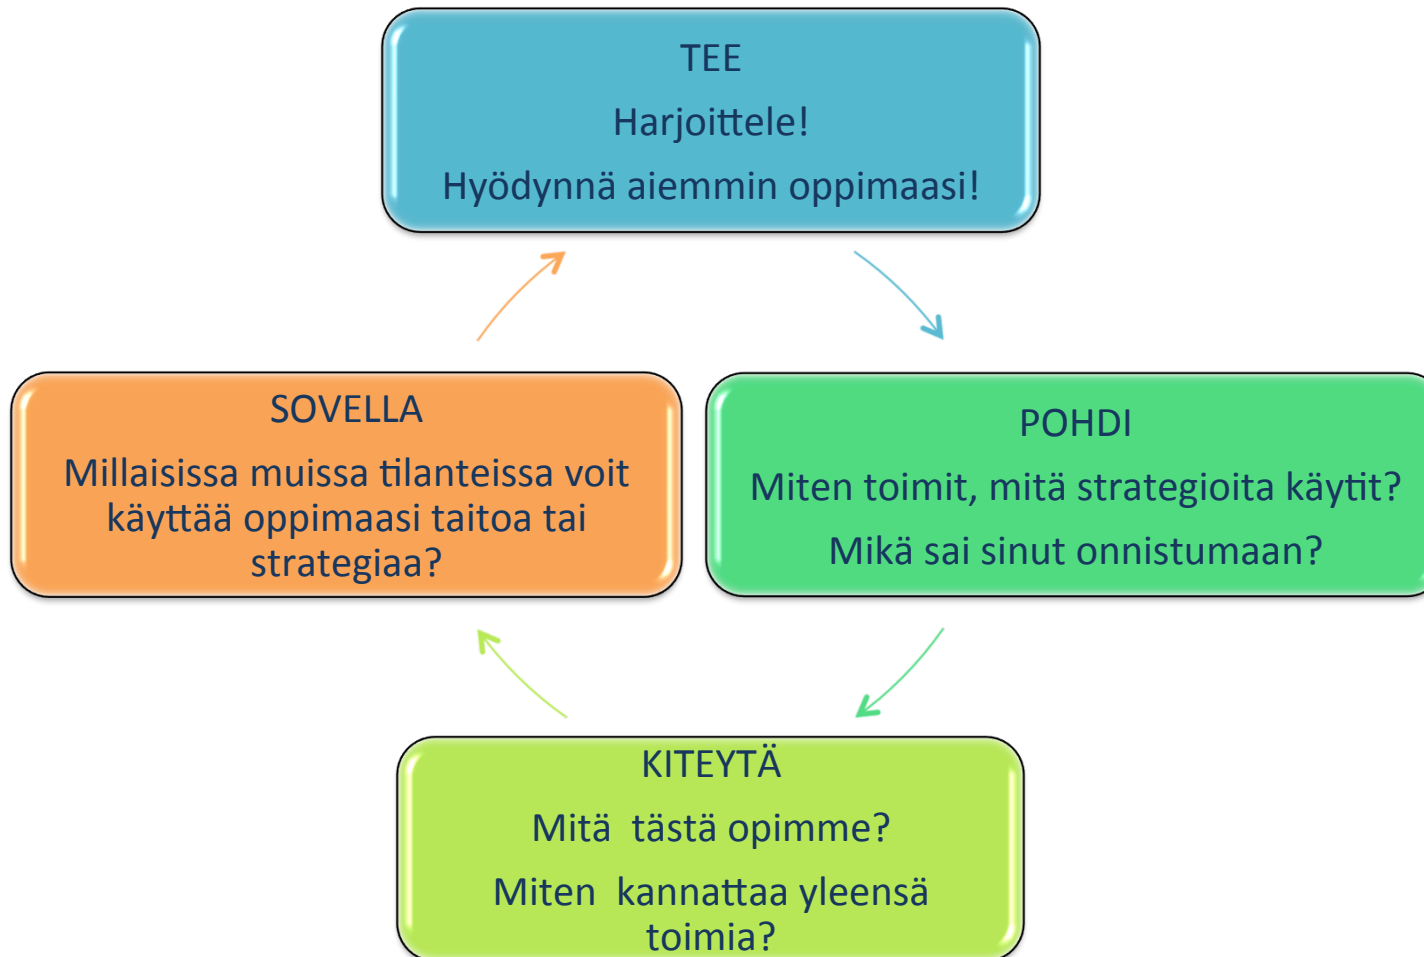 TEE
Harjoittele!
Hyödynnä aiemmin oppimaasi!
SOVELLA
Millaisissa muissa tilanteissa voit
käyttää oppimaasi taitoa tai
strategiaa?
POHDI
Miten toimit, mitä strategioita käytit?
Mikä sai sinut onnistumaan?
KITEYTÄ
Mitä  tästä opimme?
Miten  kannattaa yleensä
toimia?